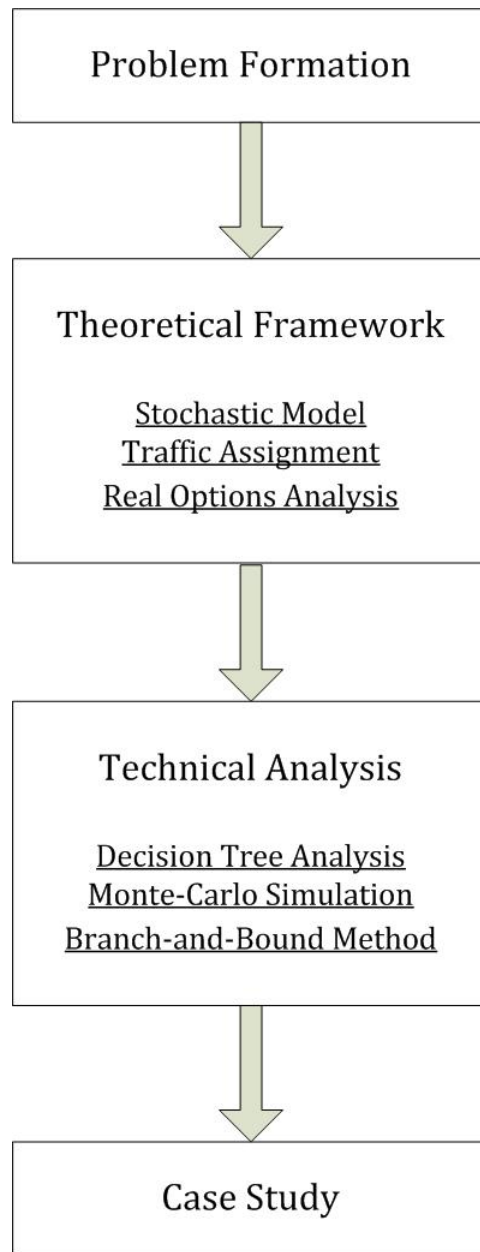 Problem Formation
Theoretical Framework
Stochastic Model
Traffic Assignment
Real Options Analysis
Technical Analysis
Decision Tree Analysis
Monte-Carlo Simulation
Branch-and-Bound Method
Case Study